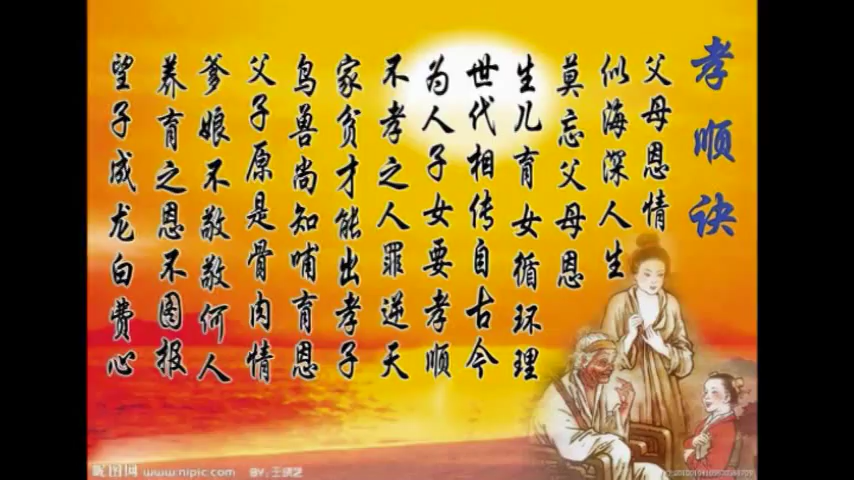 孝顺诀
父母恩情
似海深人生
莫忘父母恩
生儿育女循环理
世代相传自古今
为人子女要孝顺
不孝之人罪逆天
家贫才能出孝子
鸟兽尚知哺育恩
父子原是骨肉情
爹娘不敬敬何人
养育之恩不图报
望子成龙白费心
昵图网 www.nipic.com